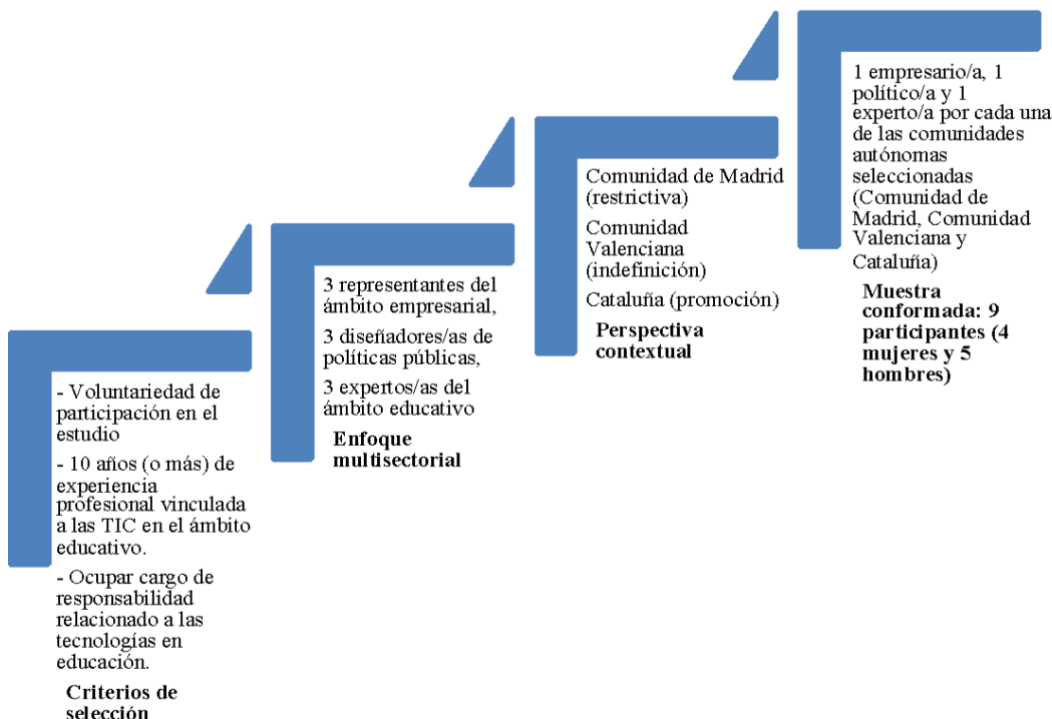 - Voluntariedad de
participación en el
estudio
- 10 años (o más) de
experiencia
profesional vinculada
a las TIC en el ámbito
educativo.
- Ocupar cargo de
responsabilidad
relacionado a las
tecnologías en
educación.
Criterios de
selección
3 representantes del
ámbito empresarial,
3 diseñadores/as de
políticas públicas,
3 expertos/as del
ámbito educativo
Enfoque
multisectorial
Comunidad de Madrid
(restrictiva)
Comunidad
Valenciana
(indefinición)
Cataluña (promoción)
Perspectiva
contextual
1 empresario/a, 1
político/a y 1
experto/a por cada una
de las comunidades
autónomas
seleccionadas
(Comunidad de
Madrid, Comunidad
Valenciana y
Cataluña)
Muestra
conformada: 9
participantes (4
mujeres y 5
hombres)